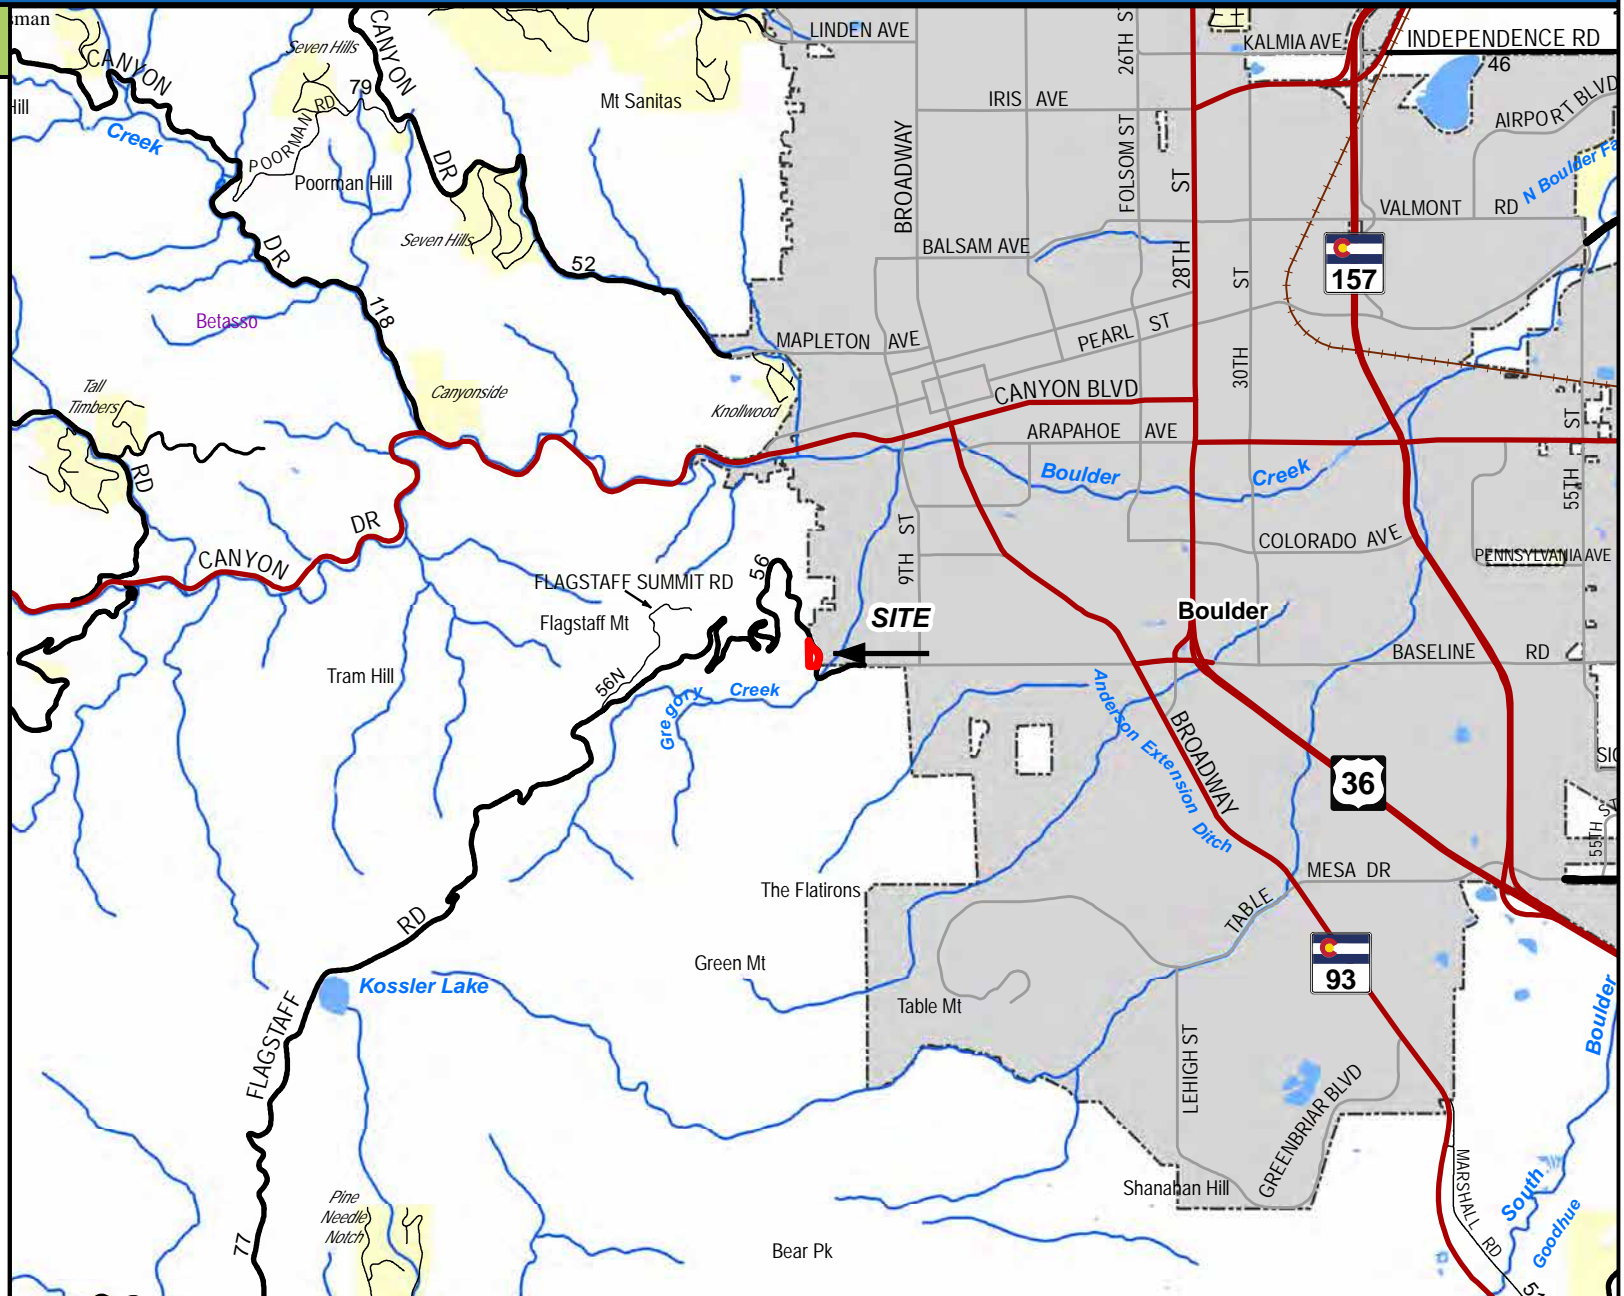 LINDEN AVE
26TH S
KALMIA AVE
INDEPENDENCE RD
46
CANYON
Seven Hills
79
CANYON
Mt Sanitas
IRIS AVE
AIRPORT BLVD
Creek
POORMAN RD
DR
Poorman Hill
BROADWAY
FOLSOM ST
28TH ST
VALMONT RD
N Boulder Fa
Seven Hills
DR
52
BALSAM AVE
157
30TH ST
118
Betasso
MAPLETON AVE
PEARL ST
Tall
Timbers
Canyonside
Knollwood
CANYON BLVD
ARAPAHOE AVE
55TH ST
RD
Boulder Creek
DR
CANYON
9TH ST
COLORADO AVE
PENNSYLVANIA AVE
56
FLAGSTAFF SUMMIT RD
Flagstaff Mt
SITE
Boulder
BASELINE RD
Tram Hill
56N
Gregory Creek
Anderson Extension Ditch
BROADWAY
36
55TH ST
MESA DR
The Flatirons
RD
TABLE
Green Mt
93
Kossler Lake
Table Mt
FLAGSTAFF
LEHIGH ST
GREENBRIAR BLVD
Boulder
South
MARSHALL RD
Shanahan Hill
Pine
Needle
Notch
Goodhue
77
Bear Pk